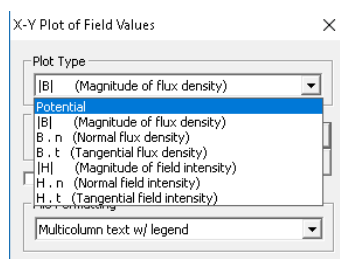 X-Y Plot of Field Values
Plot Type
|B| (Magnitude of flux density)
Potential
|B| (Magnitude of flux density)
B . n (Normal flux density)
B . t (Tangential flux density)
|H| (Magnitude of field intensity)
H . n (Normal field intensity)
H . t (Tangential field intensity)
Multicolumn text w/ legend